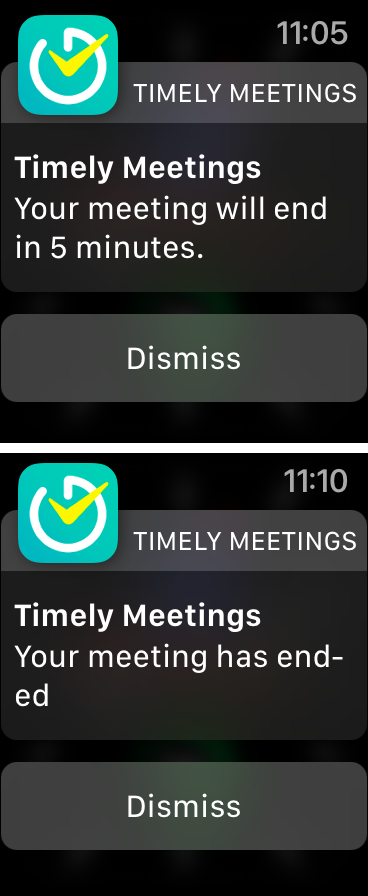 11:05
TIMELY MEETINGS
Timely Meetings
Your meeting will end
in 5 minutes.
Dismiss
11:10
TIMELY MEETINGS
Timely Meetings
Your meeting has end-
ed
Dismiss